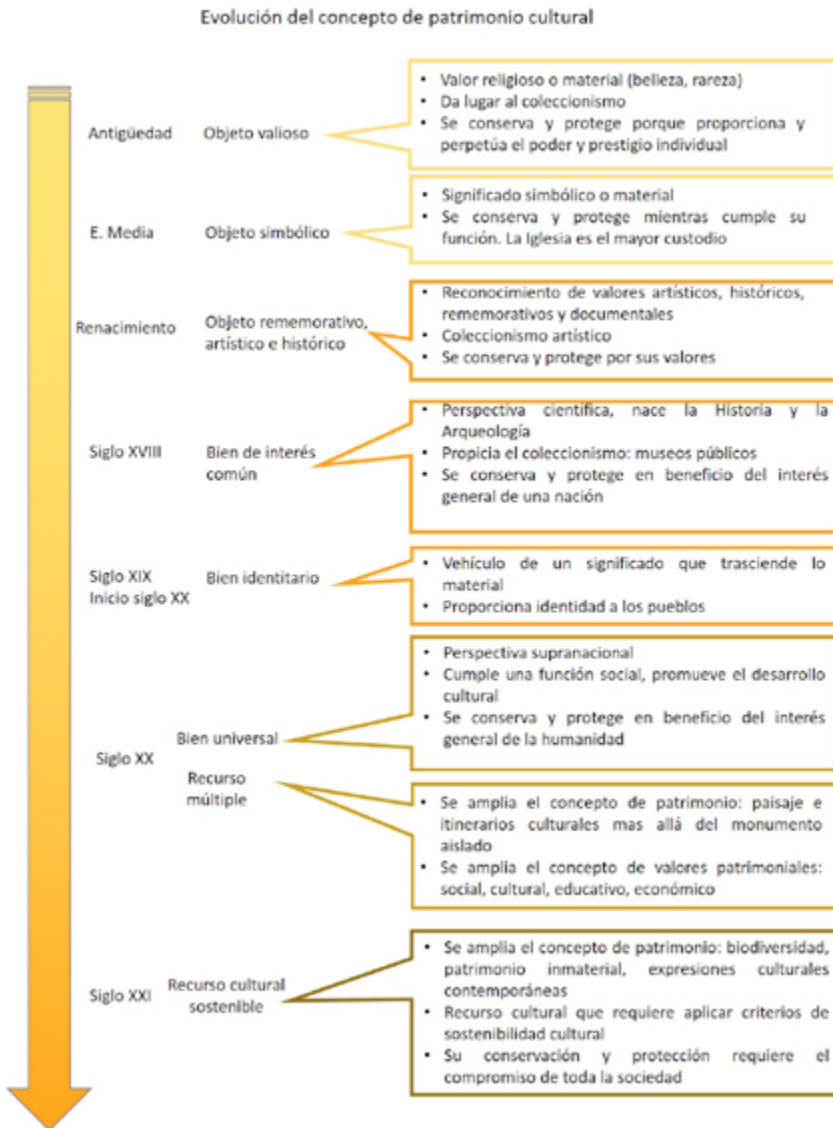 Evolución del concepto de patrimonio cultural
Antigüedad
Objeto valioso
• Valor religioso o material (belleza, rareza)
• Da lugar al coleccionismo
• Se conserva y protege porque proporciona y
perpetúa el poder y prestigio individual
E. Media
Objeto simbólico
• Significado simbólico o material
• Se conserva y protege mientras cumple su
función. La Iglesia es el mayor custodio
Renacimiento
Objeto rememorativo,
artístico e histórico
• Reconocimiento de valores artísticos, históricos,
rememorativos y documentales
• Coleccionismo artístico
• Se conserva y protege por sus valores
Siglo XVIII
Bien de interés
común
• Perspectiva científica, nace la Historia y la
Arqueología
• Propicia el coleccionismo: museos públicos
• Se conserva y protege en beneficio del interés
general de una nación
Siglo XIX
Inicio siglo XX
Bien identitario
• Vehículo de un significado que trasciende lo
material
• Proporciona identidad a los pueblos
Siglo XX
Bien universal
• Perspectiva supranacional
• Cumple una función social, promueve el desarrollo
cultural
• Se conserva y protege en beneficio del interés
general de la humanidad
Recurso
múltiple
• Se amplia el concepto de patrimonio: paisaje e
itinerarios culturales mas allá del monumento
aislado
• Se amplia el concepto de valores patrimoniales:
social, cultural, educativo, económico
Siglo XXI
Recurso cultural
sostenible
• Se amplia el concepto de patrimonio: biodiversidad,
patrimonio inmaterial, expresiones culturales
contemporáneas
• Recurso cultural que requiere aplicar criterios de
sostenibilidad cultural
• Su conservación y protección requiere el
compromiso de toda la sociedad